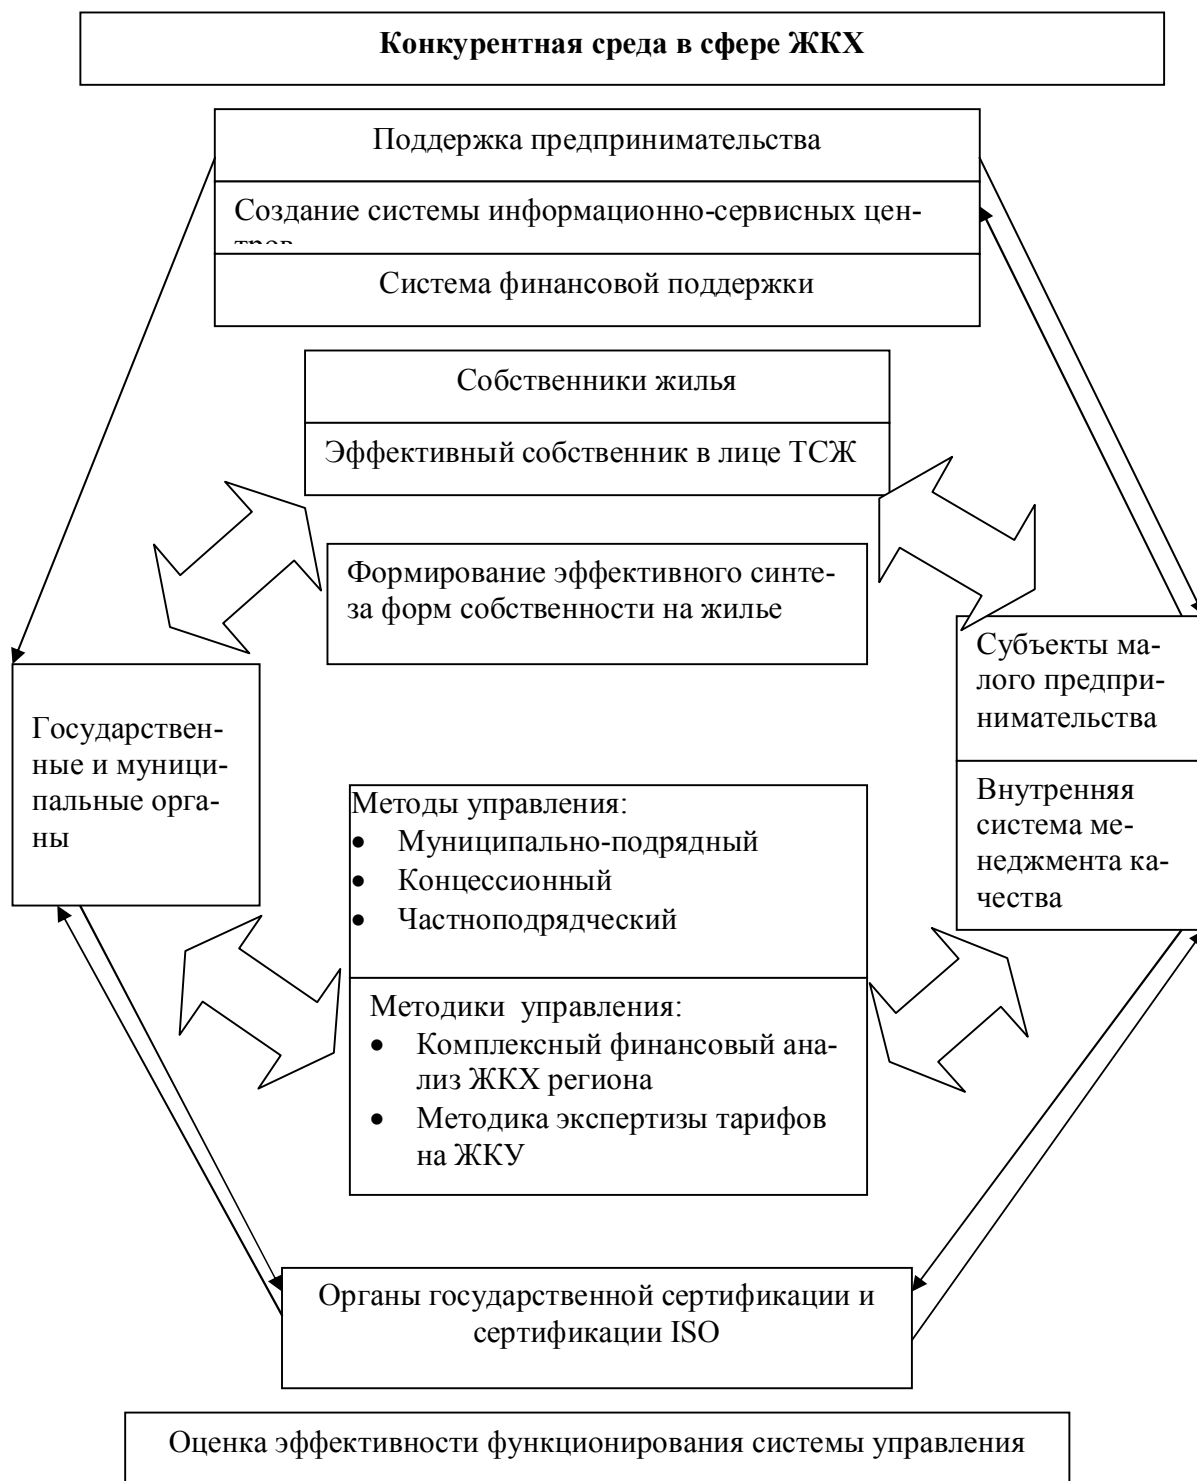 Конкурентная среда в сфере ЖКХ
Поддержка предпринимательства
Создание системы информационно-сервисных цен-
тров
Система финансовой поддержки
Собственники жилья
Эффективный собственник в лице ТСЖ
Формирование эффективного синте-
за форм собственности на жилье
Государствен-
ные и муници-
пальные орга-
ны
Субъекты ма-
лого предпри-
нимательства
Внутренняя
система ме-
неджмента ка-
чества
Методы управления:
• Муниципально-подрядный
• Концессионный
• Частноподрядческий
Методики управления:
• Комплексный финансовый ана-
лиз ЖКХ региона
• Методика экспертизы тарифов
на ЖКУ
Органы государственной сертификации и
сертификации ISO
Оценка эффективности функционирования системы управления